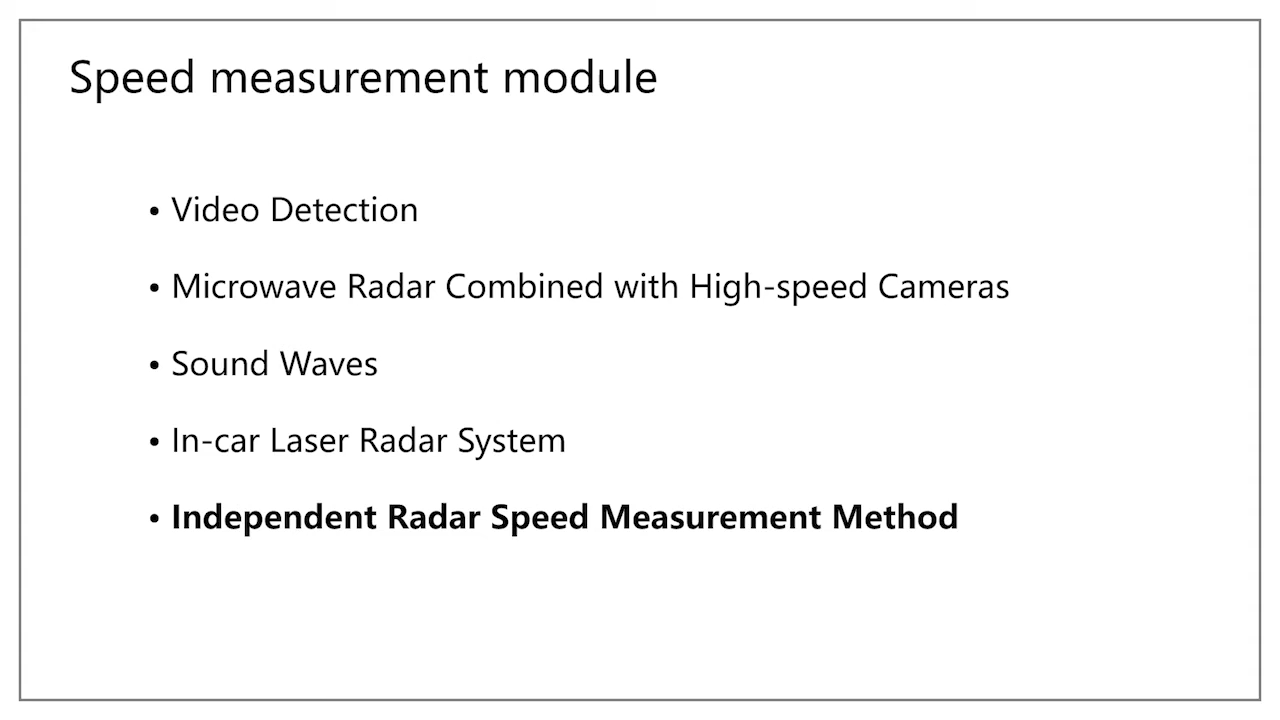 Speed measurement module
• Video Detection
• Microwave Radar Combined with High-speed Cameras
• Sound Waves
• In-car Laser Radar System
• Independent Radar Speed Measurement Method